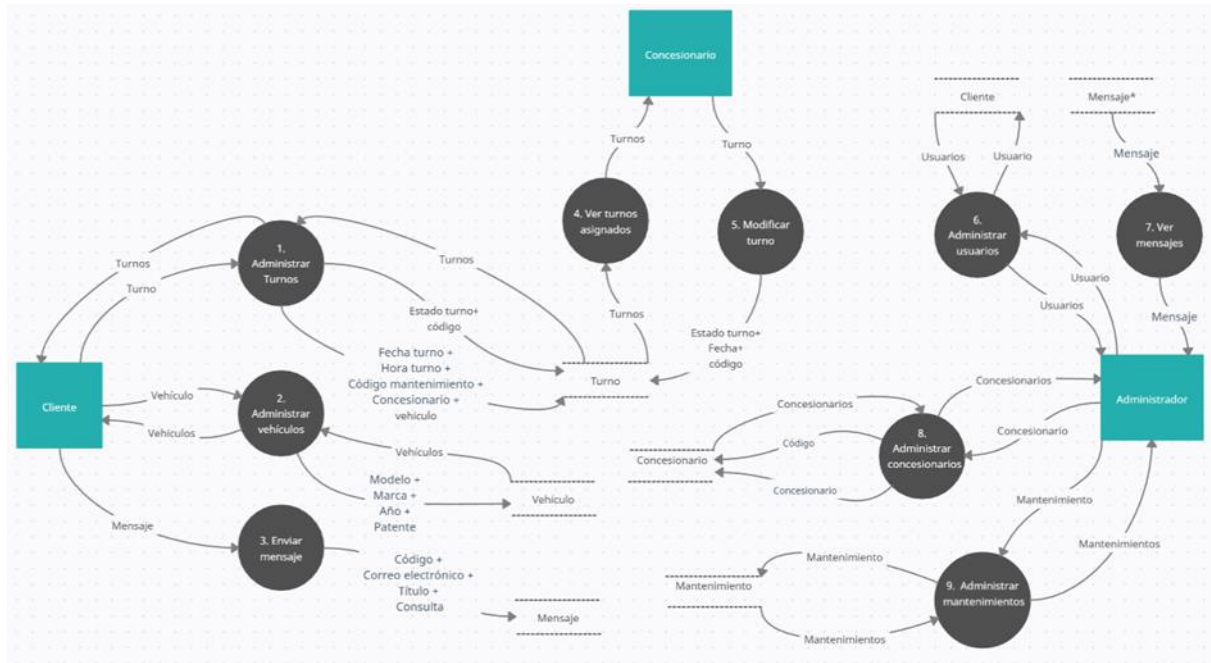 Concesionario
Cliente
Mensaje*
Turnos
Turno
Usuarios
Usuario
Mensaje
4. Ver turnos
asignados
5. Modificar
turno
6.
Administrar
usuarios
7. Ver
mensajes
1.
Administrar
Turnos
Turnos
Turno
Turnos
Usuario
Usuarios
Mensaje
Estado turno+
código
Turnos
Estado turno+
Fecha+
código
Fecha turno +
Hora turno +
Código mantenimiento +
Concesionario +
vehiculo
Turno
Cliente
Vehículo
Vehículos
2.
Administrar
vehículos
Concesionarios
Administrador
Concesionarios
Concesionario
8.
Administrar
concesionarios
Código
Concesionario
Concesionario
Vehículos
Modelo +
Marca +
Año +
Patente
Vehículo
Mensaje
3. Enviar
mensaje
Código +
Correo electrónico +
Título +
Consulta
Mensaje
Mantenimiento
Mantenimientos
Mantenimiento
Mantenimiento
Mantenimientos
9. Administrar
mantenimientos